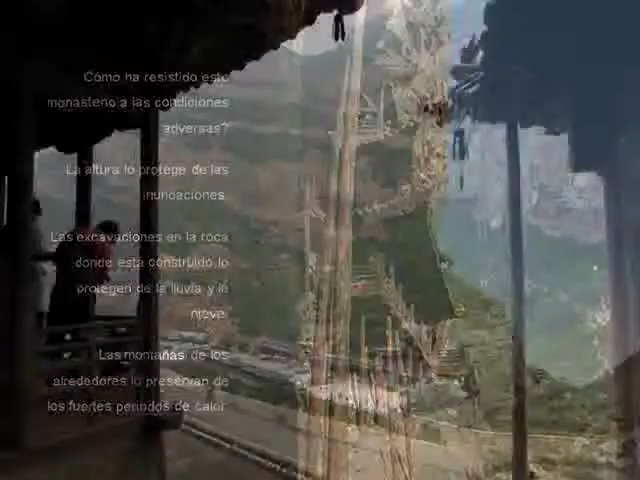 Cómo ha resistido este
monasterio a las condiciones
adversas?
La altura lo protege de las
inundaciones.
Las excavaciones en la roca
donde está construido lo
protegen de la lluvia y la
nieve.
Las montañas de los
alrededores lo preservan de
los fuertes períodos de calor